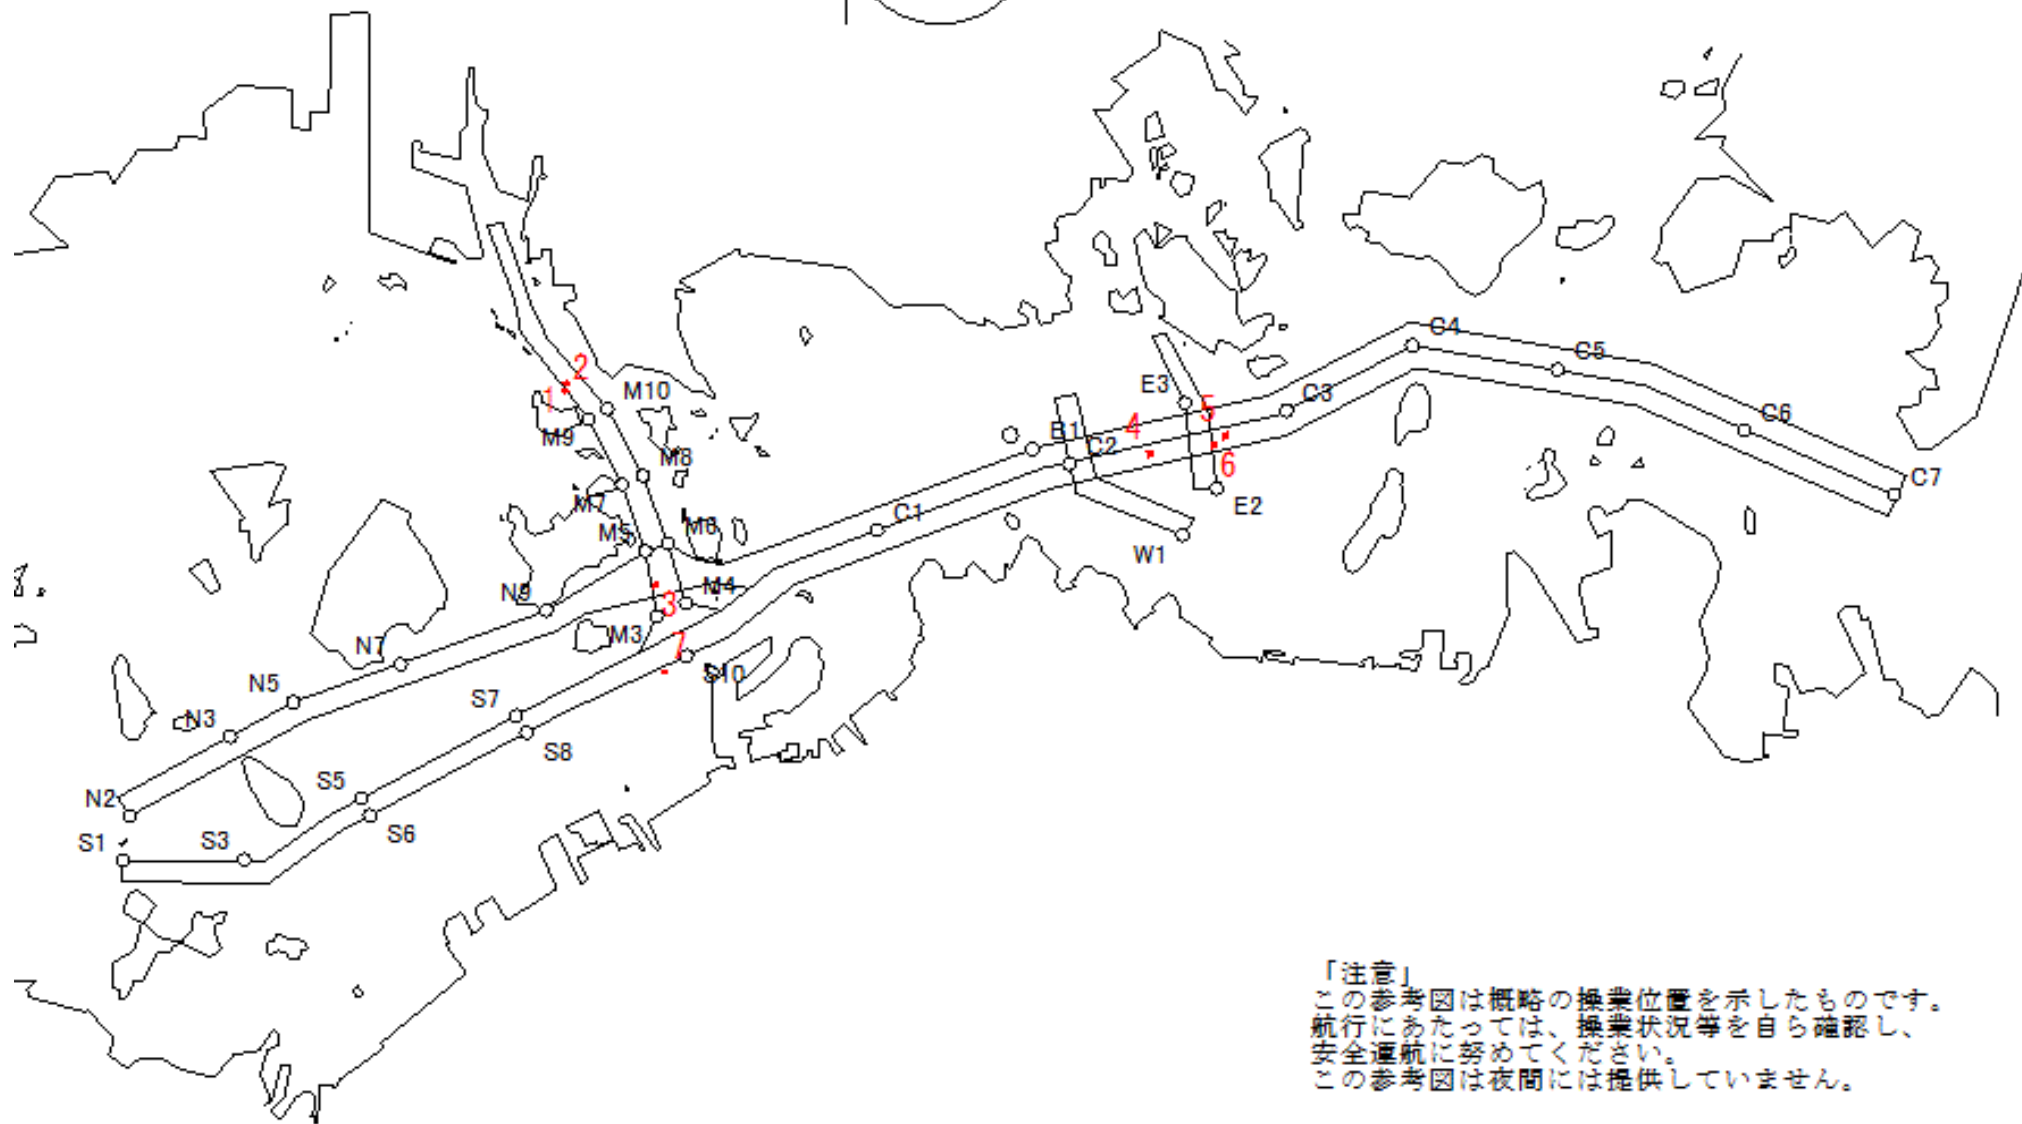 C4
C5
2
E3
M10
1
5
C3
4
B1
C6
M9
C2
M8
6
C7
M7
E2
C1
M5
M6
W1
M4
N9
3
M3
N7
7
S10
N5
S7
N3
S8
S5
N2
S6
S1
S3
「注意」
この参考図は概略の操業位置を示したものです。
航行にあたっては、操業状況等を自ら確認し、
安全運航に努めてください。
この参考図は夜間には提供していません。